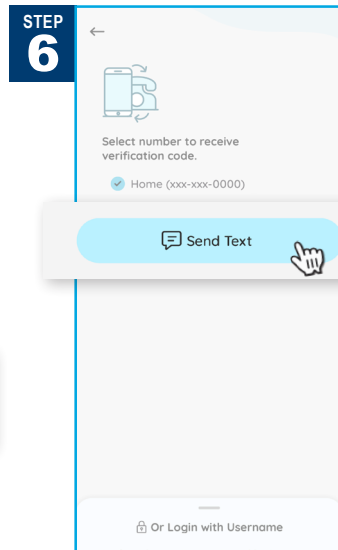 STEP
6
Select number to receive
verification code.
Home (xxx-xxx-0000)
Send Text
Or Login with Username